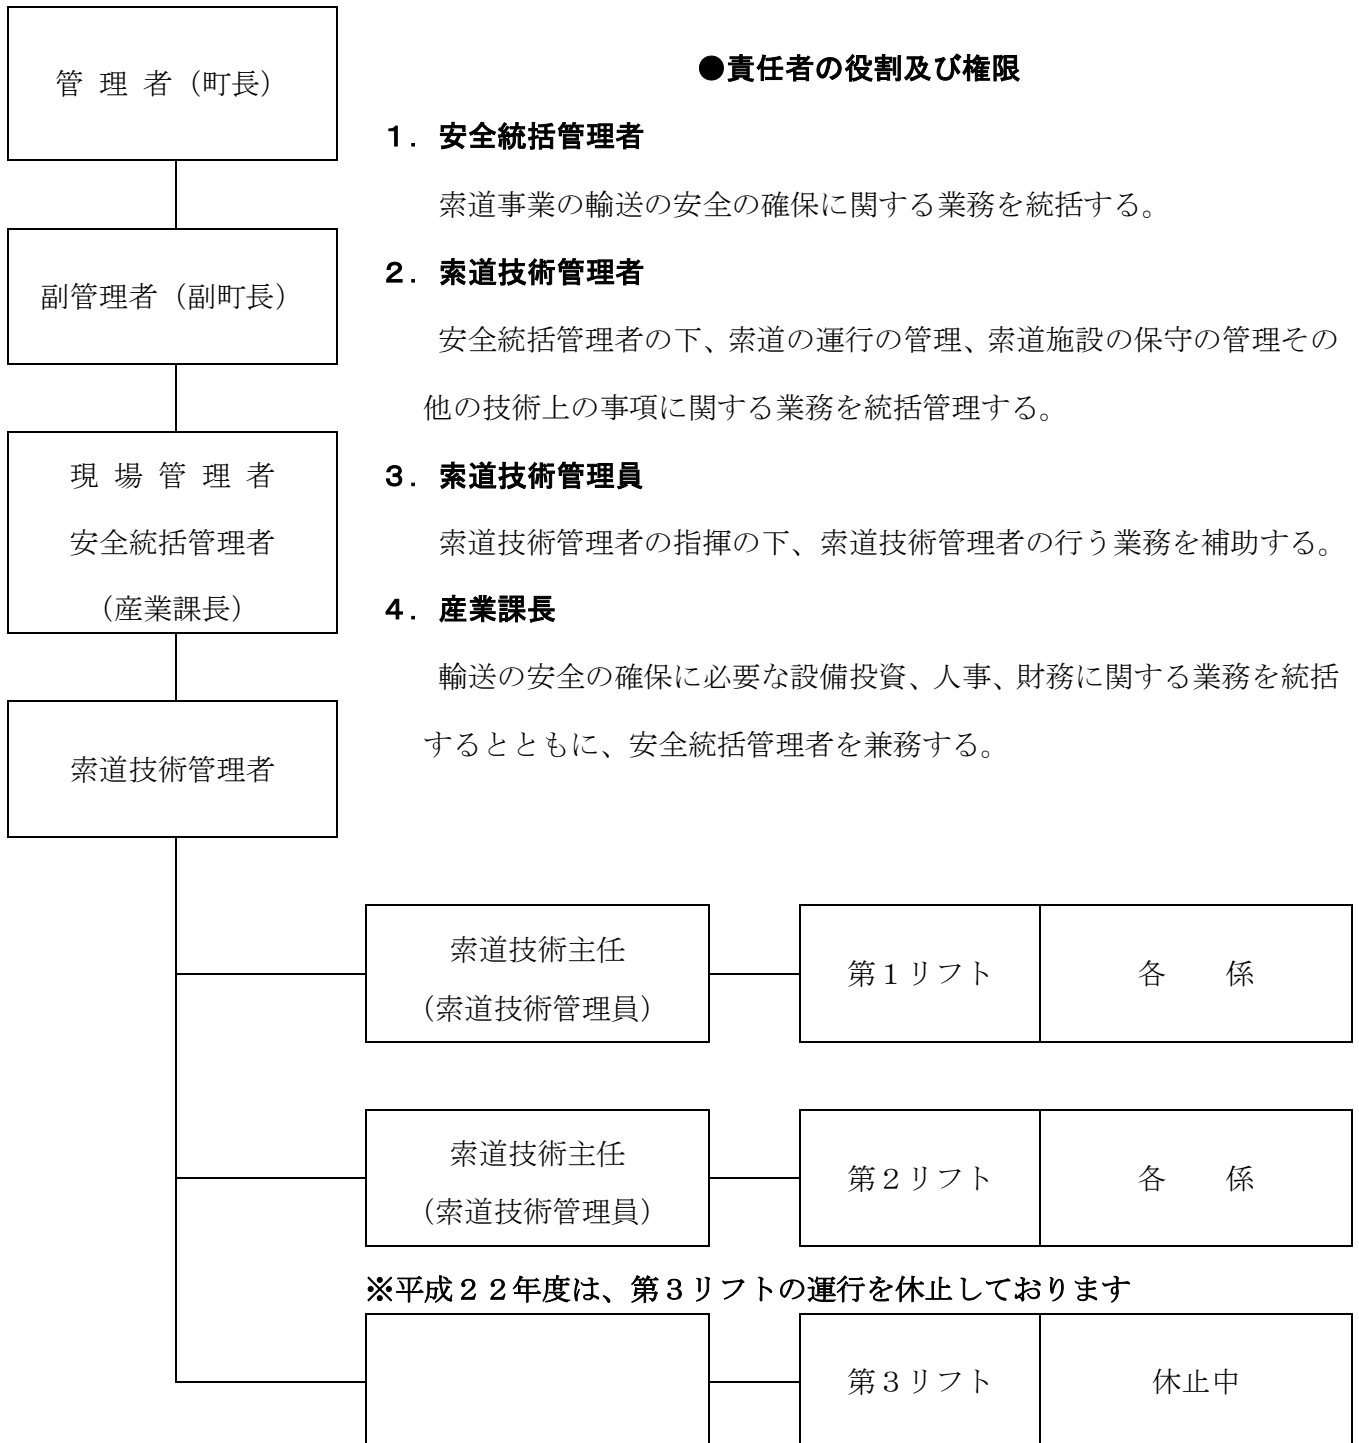 管 理 者（町長）
副管理者（副町長）
現 場 管 理 者
安全統括管理者
（産業課長）
索道技術管理者
●責任者の役割及び権限
１．安全統括管理者
索道事業の輸送の安全の確保に関する業務を統括する。
２．索道技術管理者
安全統括管理者の下、索道の運行の管理、索道施設の保守の管理その
他の技術上の事項に関する業務を統括管理する。
３．索道技術管理員
索道技術管理者の指揮の下、索道技術管理者の行う業務を補助する。
４．産業課長
輸送の安全の確保に必要な設備投資、人事、財務に関する業務を統括
するとともに、安全統括管理者を兼務する。
索道技術主任
（索道技術管理員）
第１リフト
各　　係
索道技術主任
（索道技術管理員）
第２リフト
各　　係
※平成２２年度は、第３リフトの運行を休止しております
第３リフト
休止中